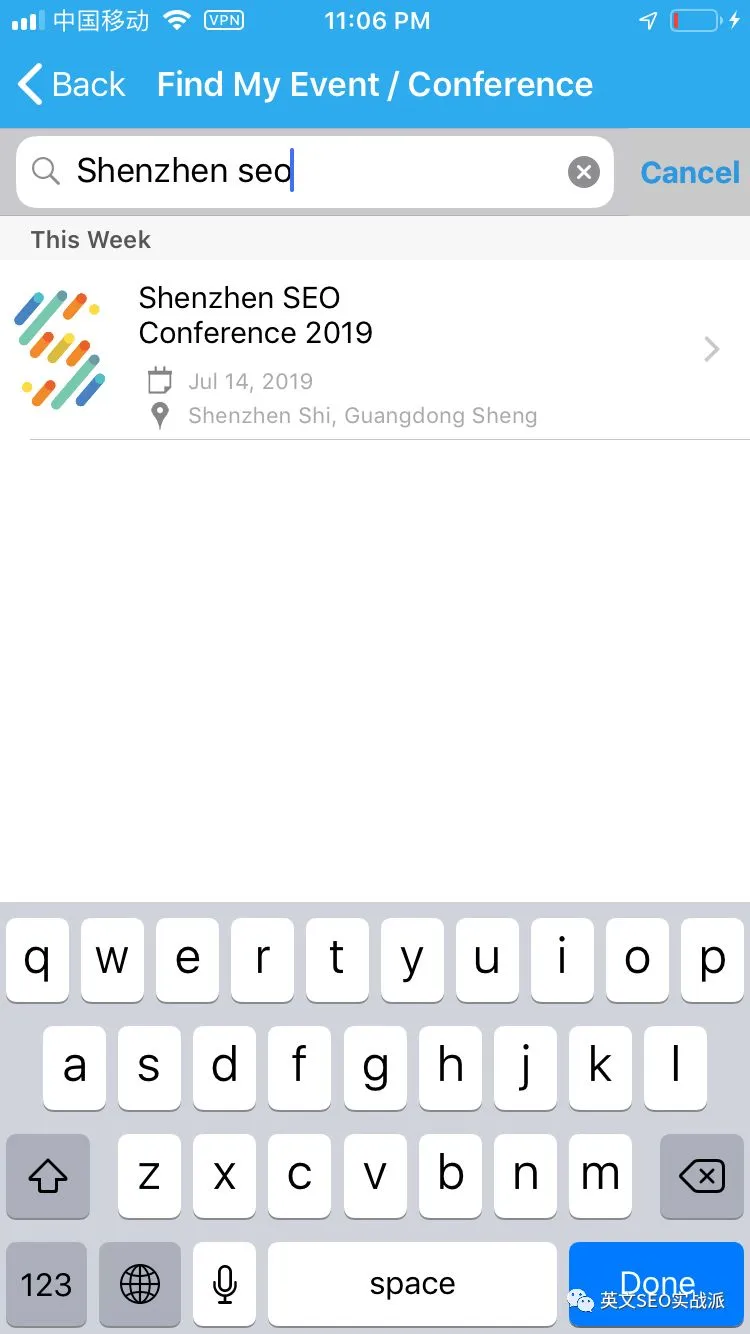 中国移动 VPN 11:06 PM
Back Find My Event / Conference
Shenzhen seo Cancel
This Week
Shenzhen SEO
Conference 2019
Jul 14, 2019
Shenzhen Shi, Guangdong Sheng
q w e r t y u i o p
a s d f g h j k l
z x c v b n m
123 space Done
英文SEO实战派